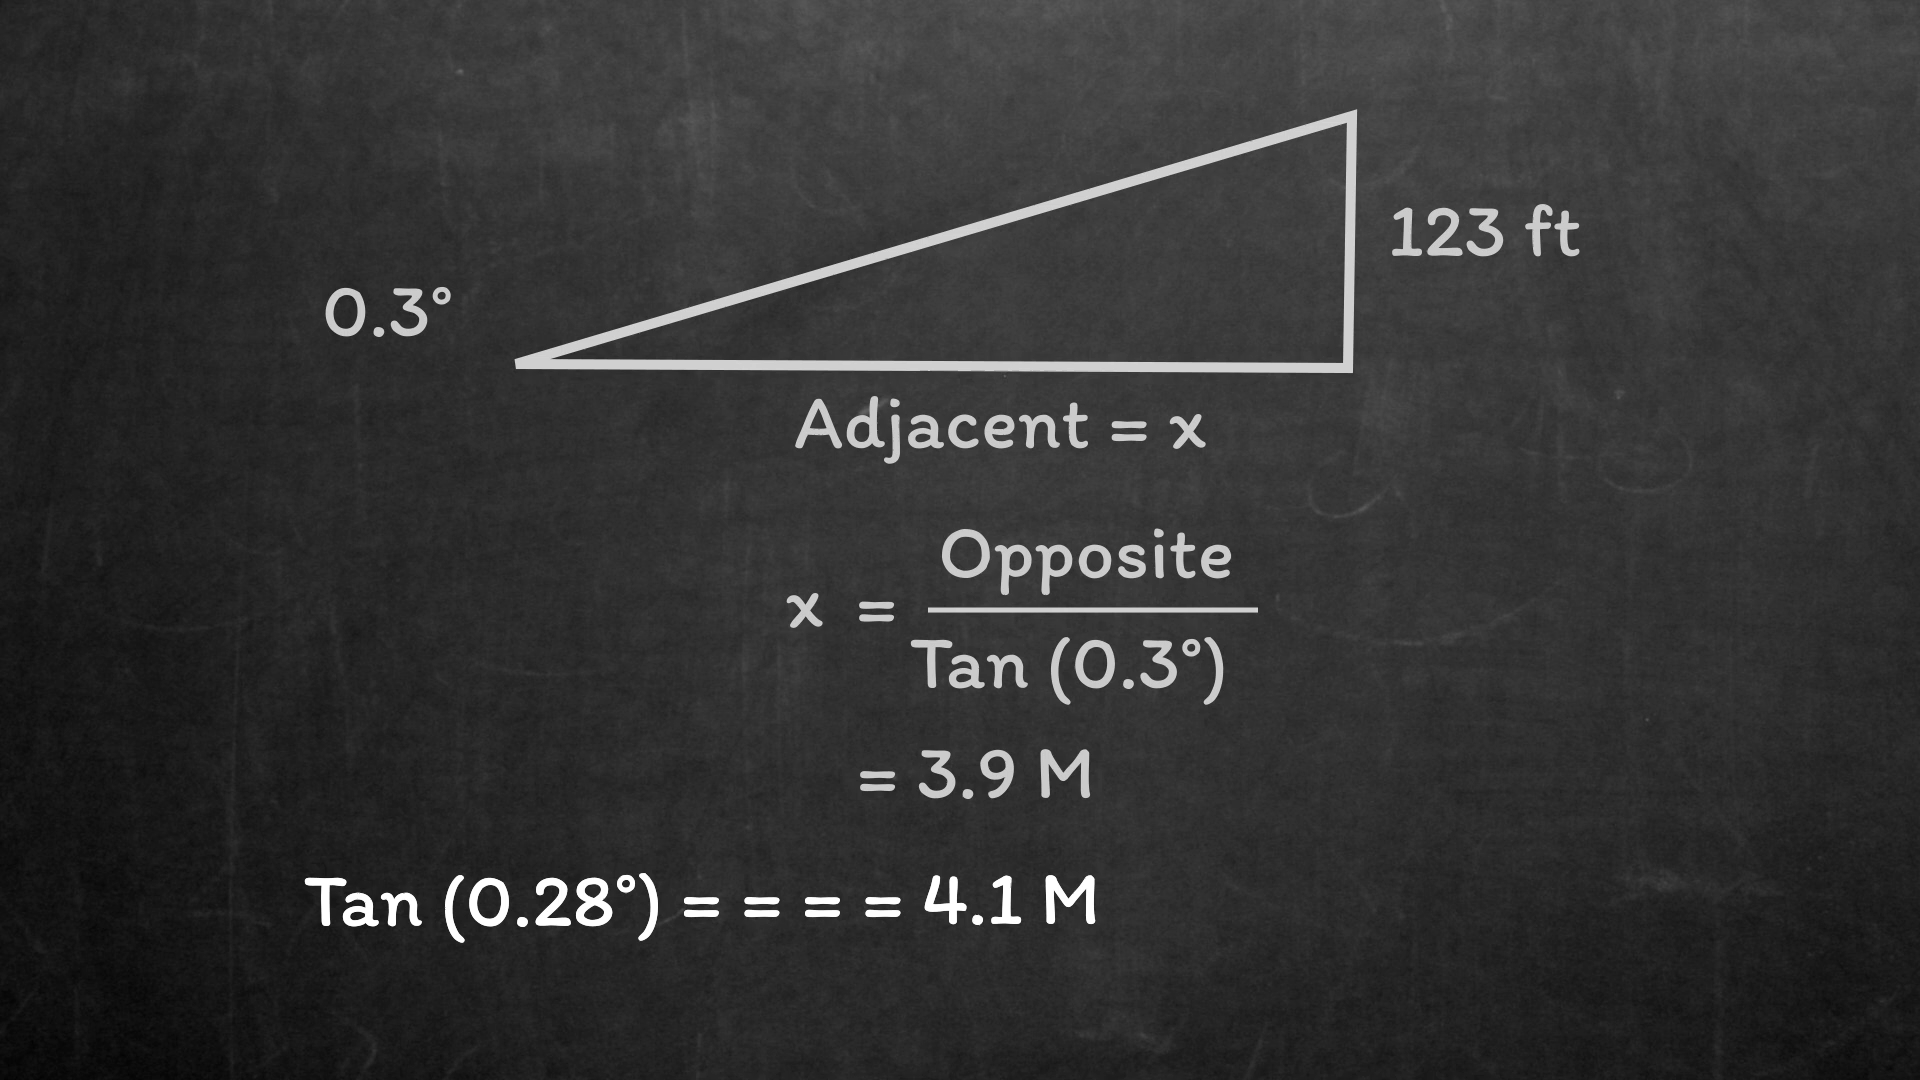 123 ft
0.3°
Adjacent = x
x = Opposite
Tan (0.3°)
= 3.9 M
Tan (0.28°) = = = = 4.1 M